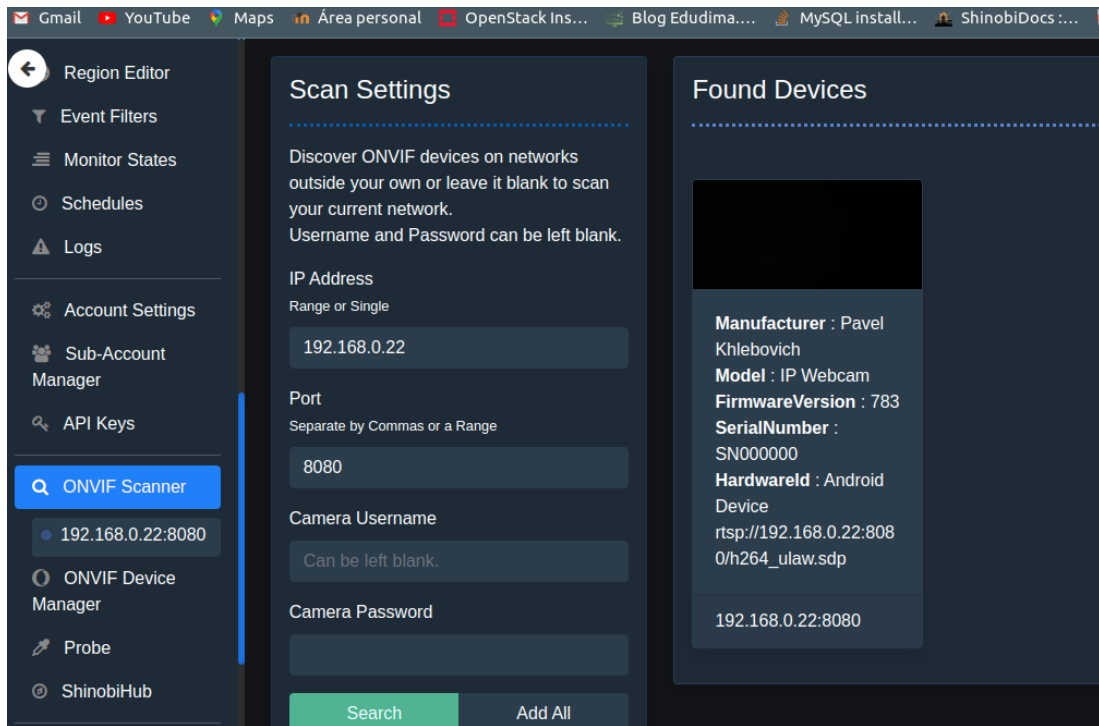 Gmail
YouTube
Maps
Área personal
OpenStack Ins...
Blog Edudima....
MySQL install...
ShinobiDocs :...
Region Editor
Event Filters
Monitor States
Schedules
Logs
Account Settings
Sub-Account
Manager
API Keys
ONVIF Scanner
192.168.0.22:8080
ONVIF Device
Manager
Probe
ShinobiHub
Scan Settings
Discover ONVIF devices on networks
outside your own or leave it blank to scan
your current network.
Username and Password can be left blank.
IP Address
Range or Single
192.168.0.22
Port
Separate by Commas or a Range
8080
Camera Username
Can be left blank.
Camera Password
Search
Add All
Found Devices
Manufacturer : Pavel
Khlebovich
Model : IP Webcam
FirmwareVersion : 783
SerialNumber :
SN000000
HardwareId : Android
Device
rtsp://192.168.0.22:808
0/h264_ulaw.sdp
192.168.0.22:8080